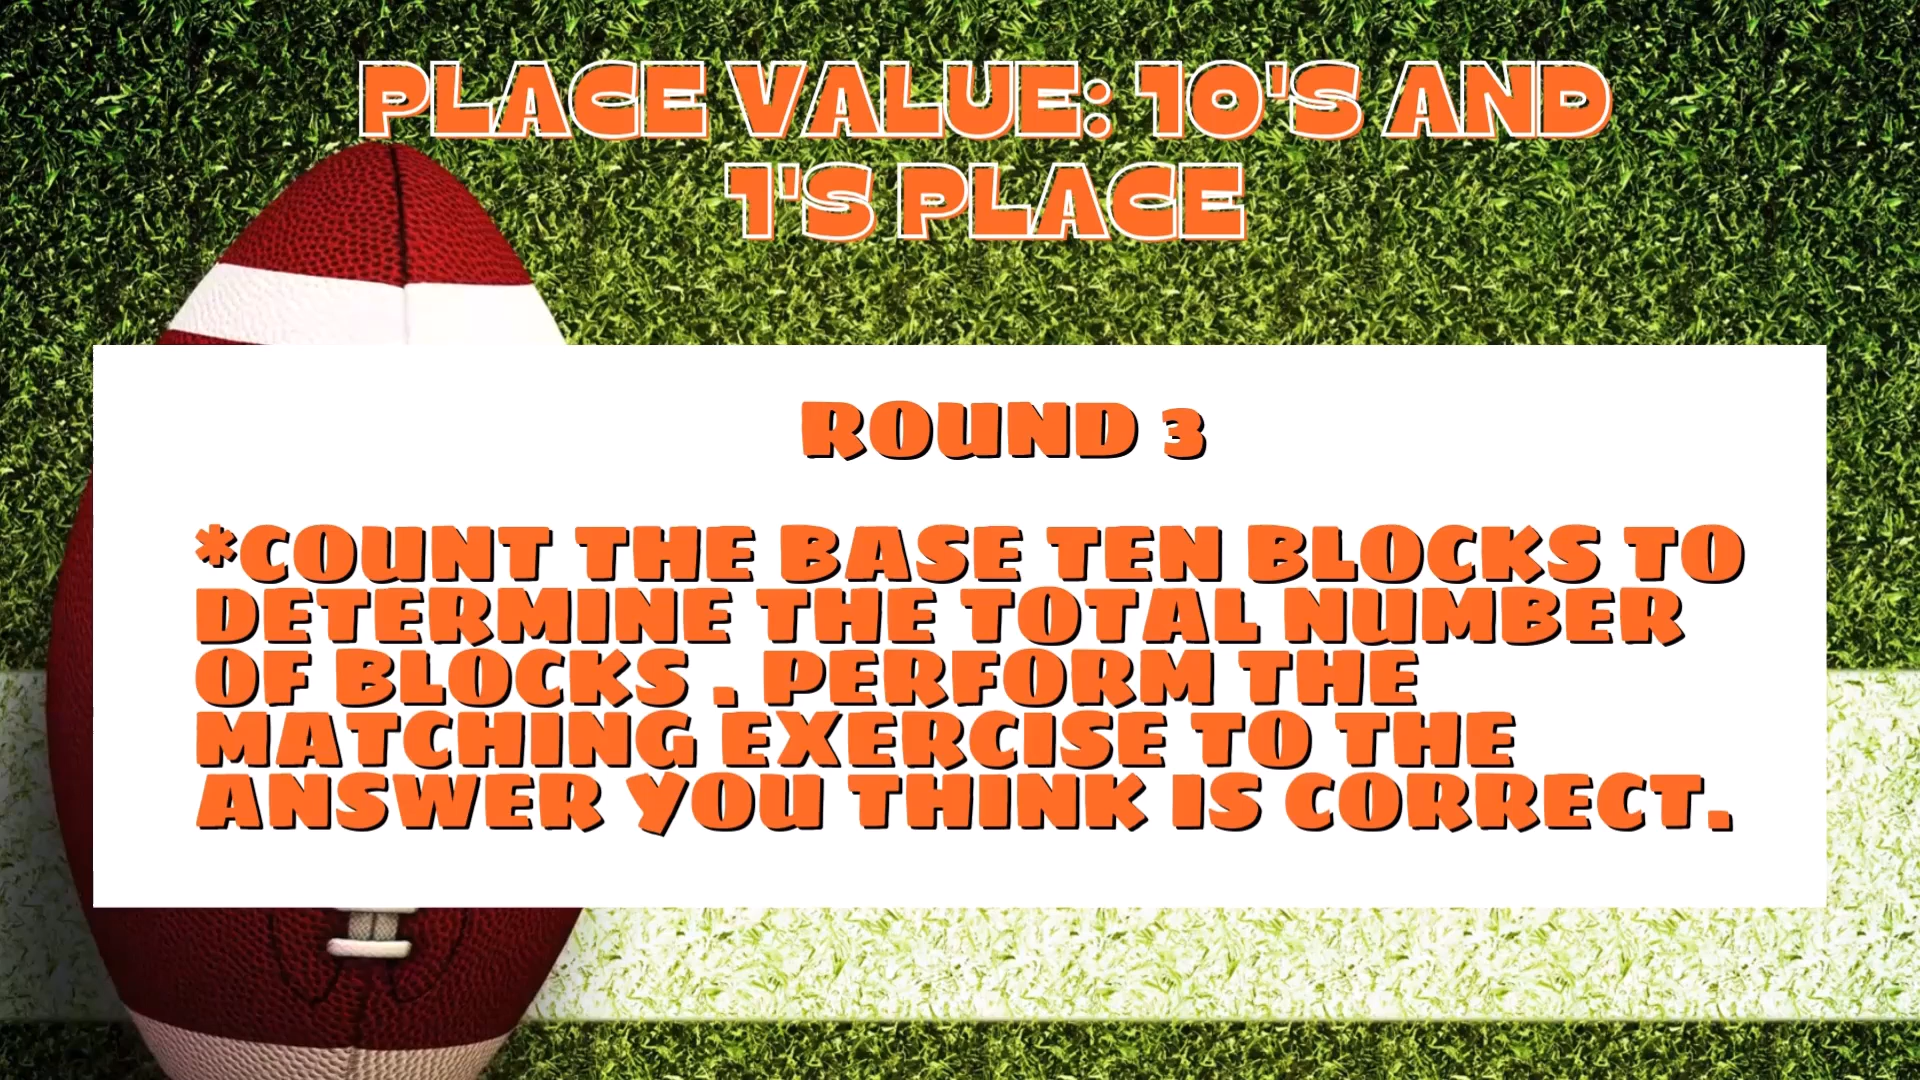 PLACE VALUE: 10'S AND
1'S PLACE
ROUND 3
*COUNT THE BASE TEN BLOCKS TO
DETERMINE THE TOTAL NUMBER
OF BLOCKS . PERFORM THE
MATCHING EXERCISE TO THE
ANSWER YOU THINK IS CORRECT.